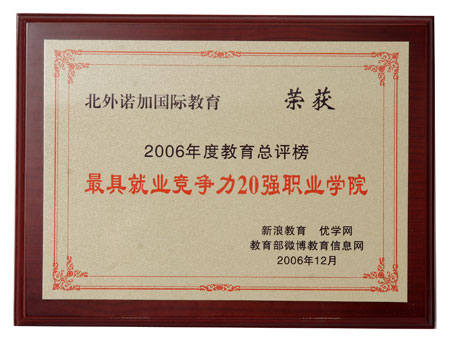 北外诺加国际教育 荣获
2006年度教育总评榜
最具就业竞争力20强职业学院
新浪教育 优学网
教育部微博教育信息网
2006年12月